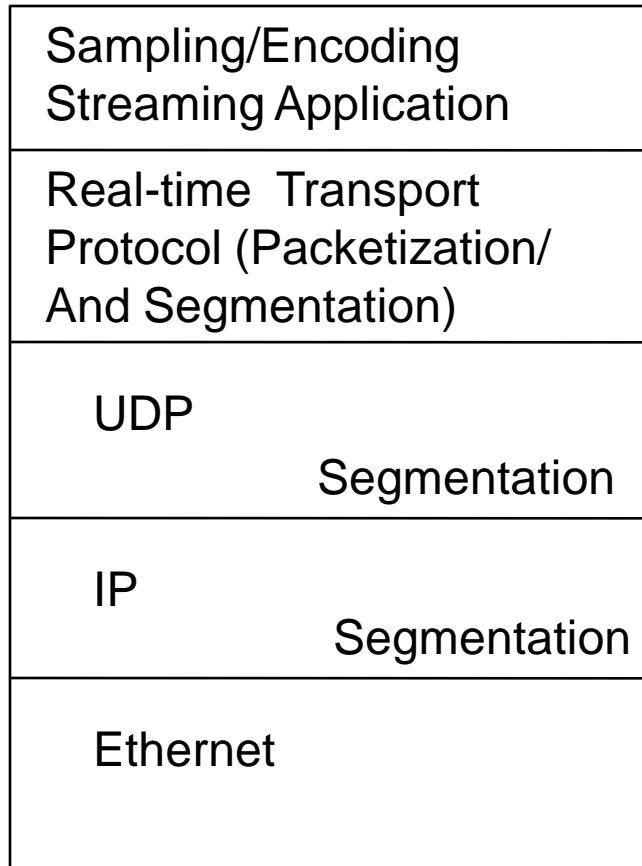 Sampling/Encoding
Streaming Application
Real-time Transport
Protocol (Packetization/
And Segmentation)
UDP
Segmentation
IP
Segmentation
Ethernet